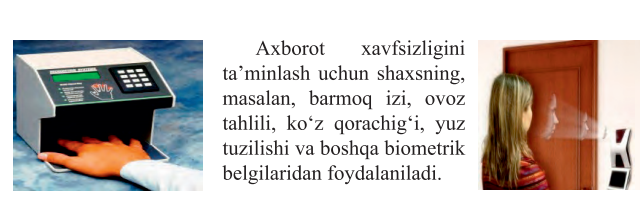 Axborot xavfsizligini
ta’minlash uchun shaxsning,
masalan, barmoq izi, ovoz
tahlili, ko‘z qorachig‘i, yuz
tuzilishi va boshqa biometrik
belgilaridan foydalaniladi.